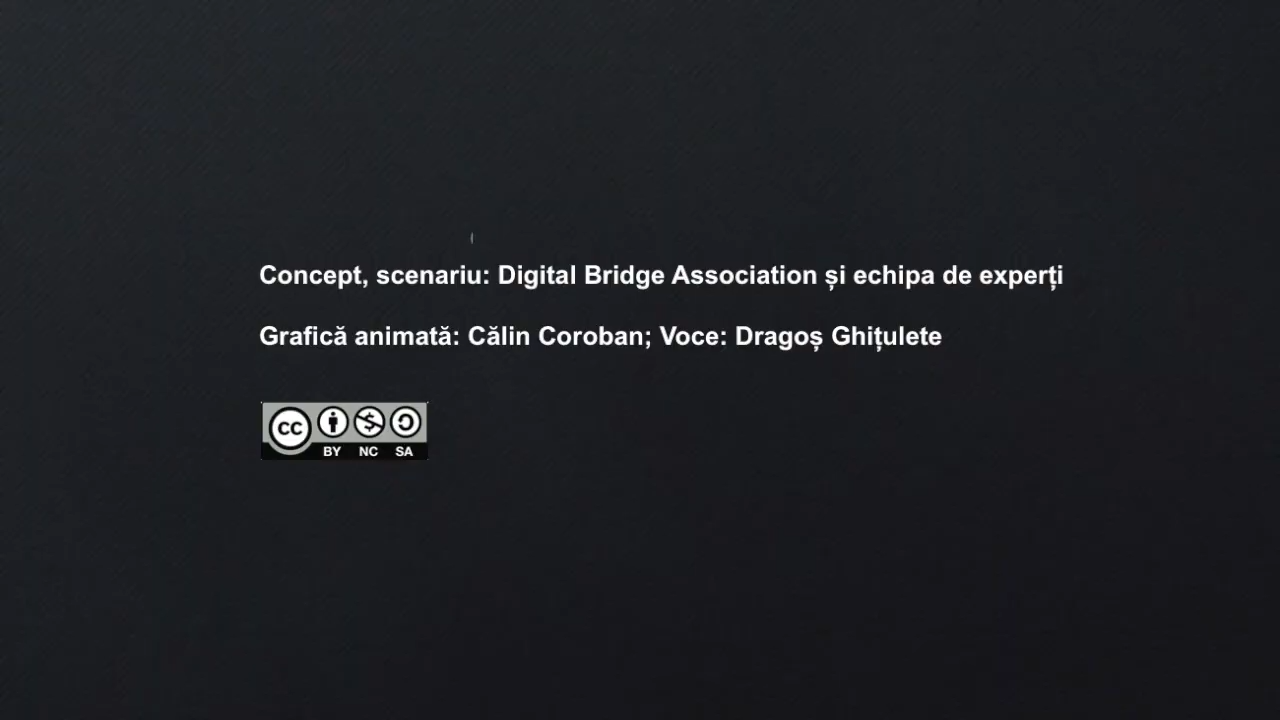 Concept, scenariu: Digital Bridge Association și echipa de experți
Grafică animată: Călin Coroban; Voce: Dragoș Ghițulete
CC BY NC SA